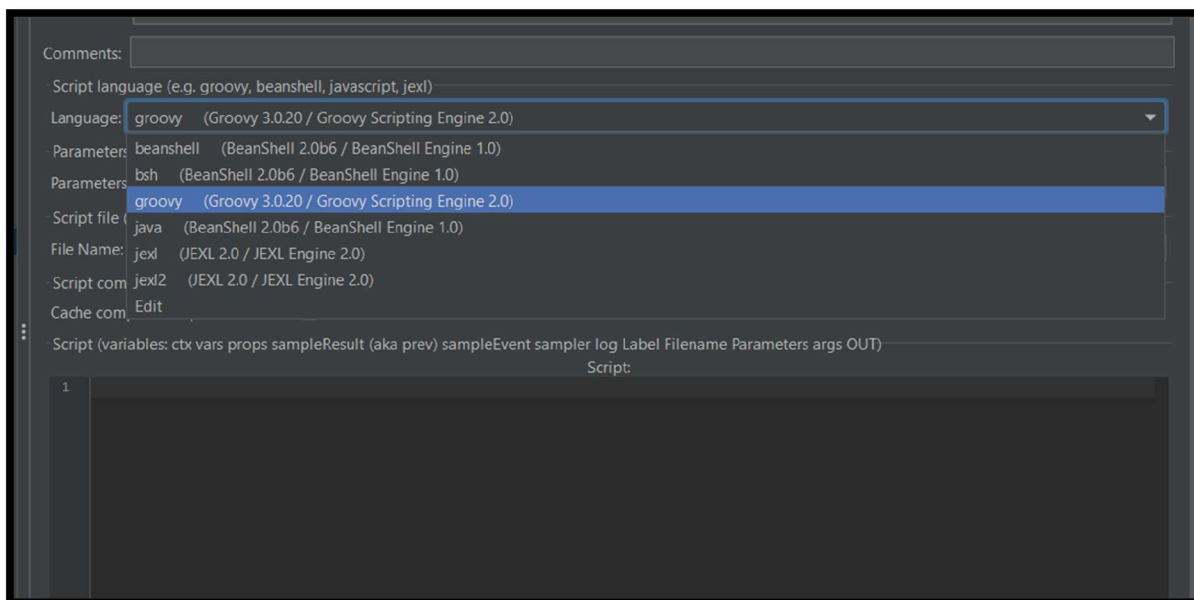 Comments:
Script language (e.g. groovy, beanshell, javascript, jexl)
Language: groovy (Groovy 3.0.20 / Groovy Scripting Engine 2.0)
Parameters beanshell (BeanShell 2.0b6 / BeanShell Engine 1.0)
Parameters bsh (BeanShell 2.0b6 / BeanShell Engine 1.0)
groovy (Groovy 3.0.20 / Groovy Scripting Engine 2.0)
Script file ( java (BeanShell 2.0b6 / BeanShell Engine 1.0)
File Name: jexl (JEXL 2.0 / JEXL Engine 2.0)
Script com jexl2 (JEXL 2.0 / JEXL Engine 2.0)
Cache com Edit
Script (variables: ctx vars props sampleResult (aka prev) sampleEvent sampler log Label Filename Parameters args OUT)
Script:
1